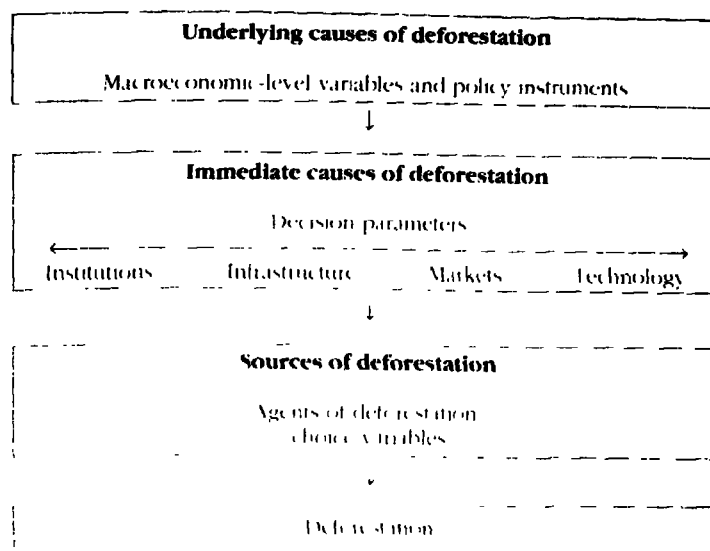 Underlying causes of deforestation
Macroeconomic-level variables and policy instruments
Immediate causes of deforestation
Decision parameters
Institutions Infrastructure Markets Technology
Sources of deforestation
Agents of deforestation
choice variables
Deforestation